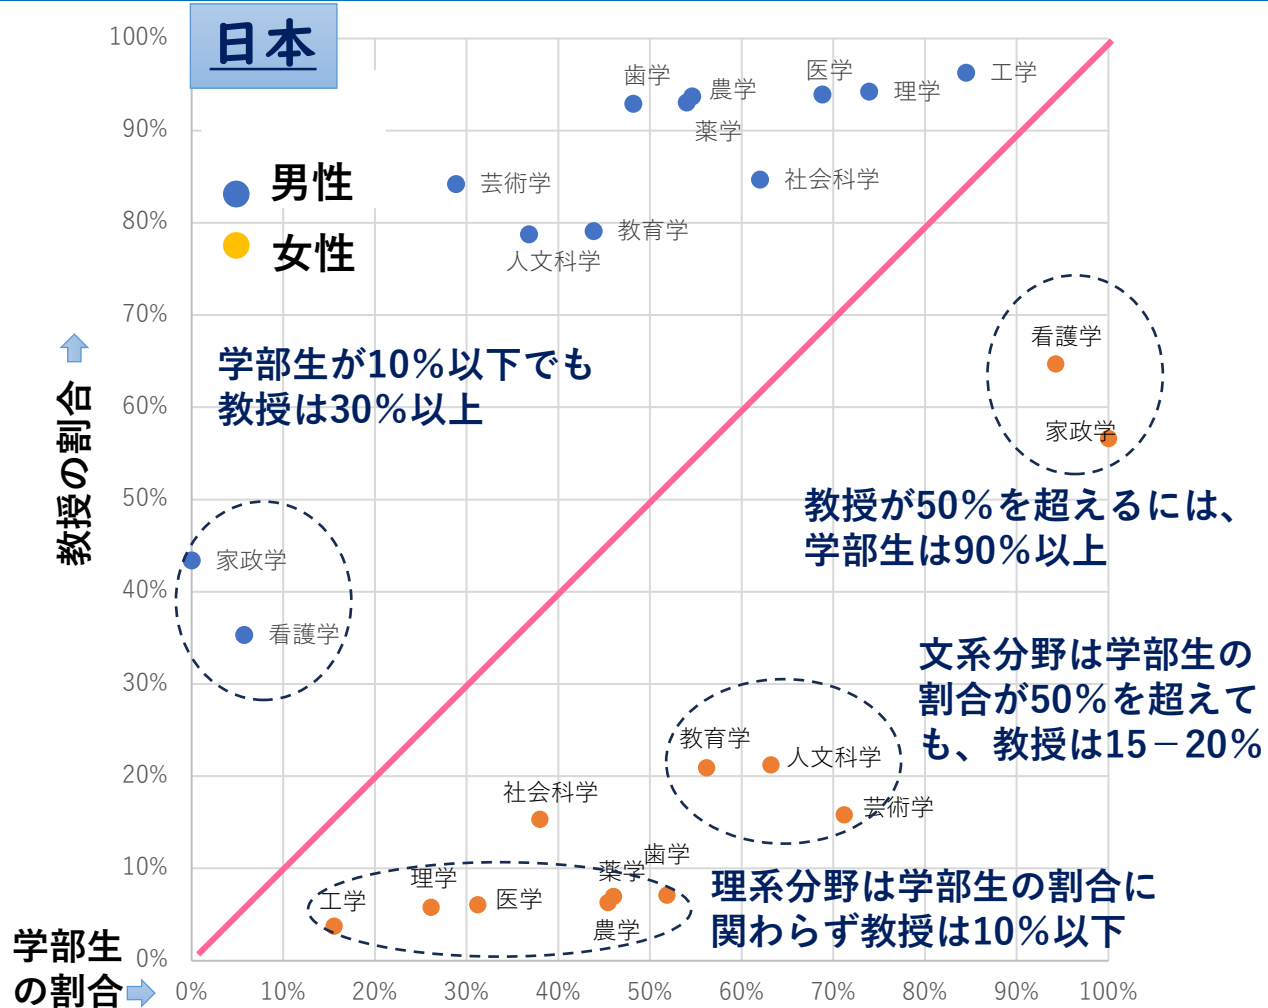 日本
100%
90%
80%
70%
60%
50%
40%
30%
20%
10%
0%
0%
10%
20%
30%
40%
50%
60%
70%
80%
90%
100%
教授の割合
学部生
の割合
男性
女性
歯学
農学
薬学
医学
理学
工学
芸術学
社会科学
人文科学
教育学
学部生が10%以下でも
教授は30%以上
家政学
看護学
看護学
家政学
教授が50%を超えるには、
学部生は90%以上
文系分野は学部生の
割合が50%を超えて
も、教授は15－20%
教育学
人文科学
芸術学
社会科学
工学
理学
医学
薬学
農学
歯学
理系分野は学部生の割合に
関わらず教授は10%以下